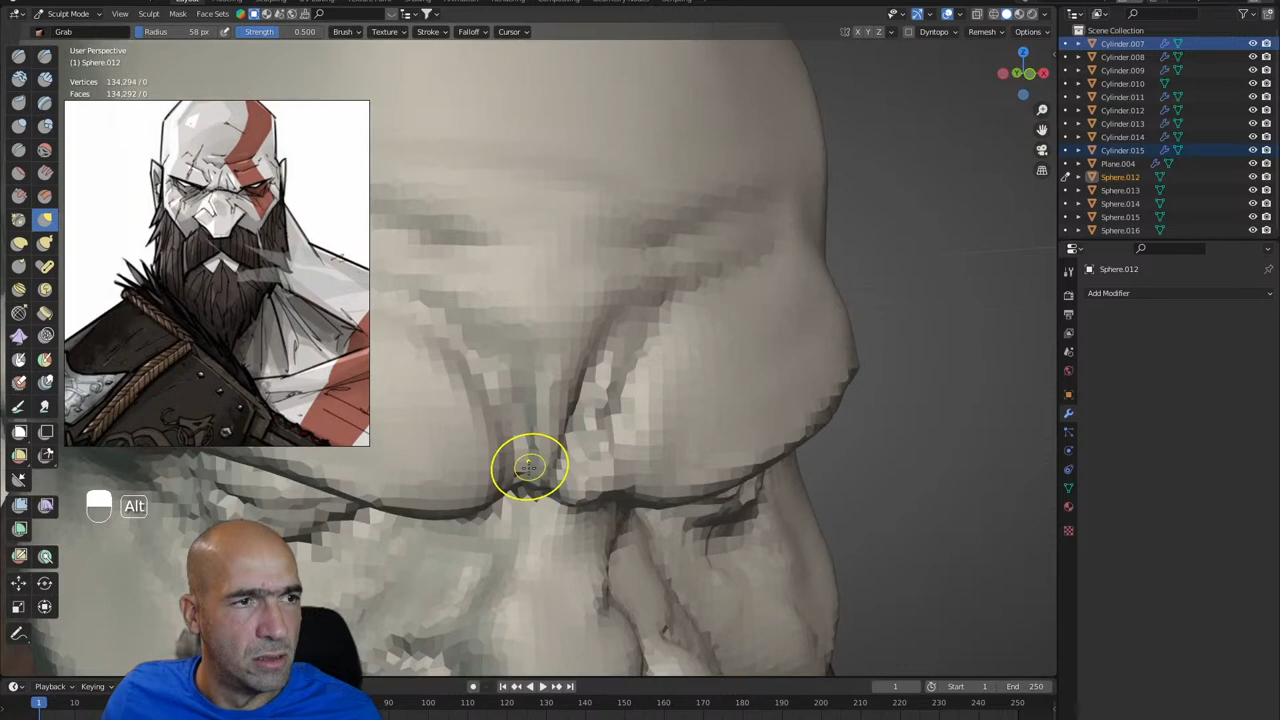 Sculpt Mode View Sculpt Mask Face Sets
Grab Radius 58 px Strength 0.500 Brush Texture Stroke Falloff Cursor X Y Z Dyntopo Remesh Options
User Perspective
(1) Sphere.012
Vertices 134,294 / 0
Faces 134,292 / 0
Z
Y X
Alt
Scene Collection
Cylinder.007
Cylinder.008
Cylinder.009
Cylinder.010
Cylinder.011
Cylinder.012
Cylinder.013
Cylinder.014
Cylinder.015
Plane.004
Sphere.012
Sphere.013
Sphere.014
Sphere.015
Sphere.016
Sphere.012
Add Modifier
Playback Keying 1 Start 1 End 250
1 10 80 90 100 110 120 130 140 150 160 170 180 190 200 210 220 230 240 250